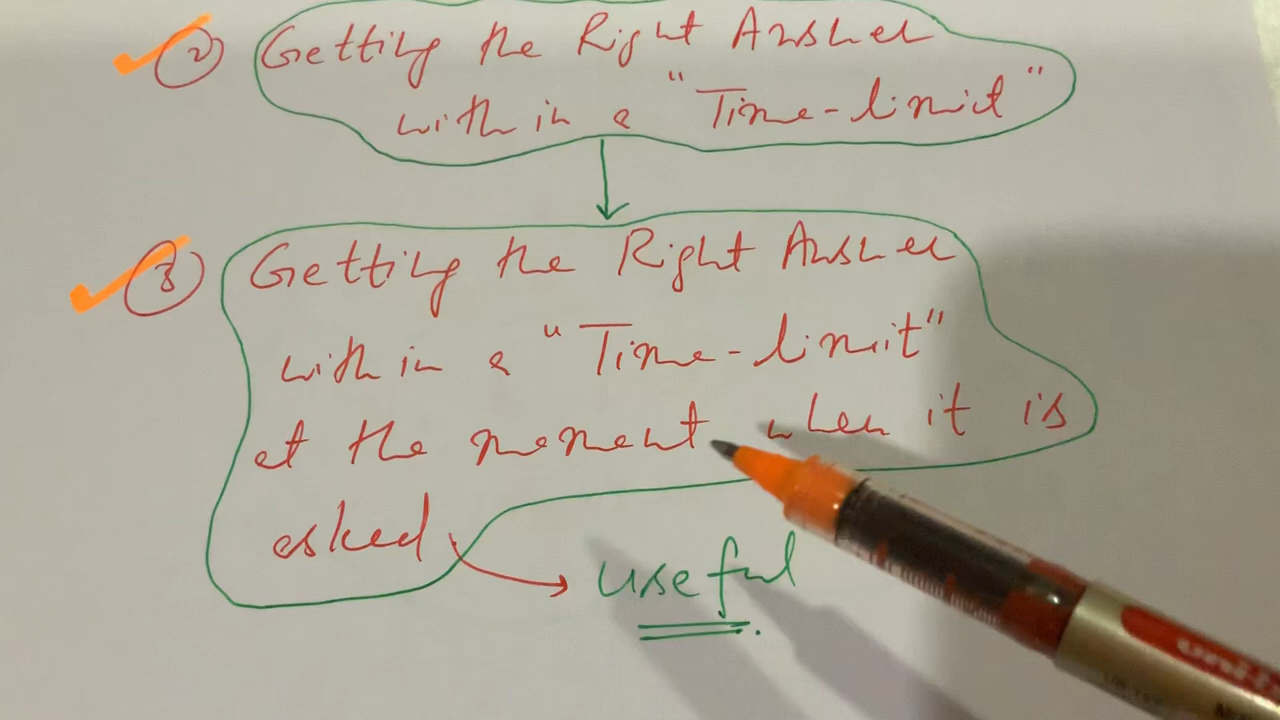 ② Getting the Right Answer
within a "Time-limit"
③ Getting the Right Answer
within a "Time-limit"
at the moment when it is
asked
useful.
uni